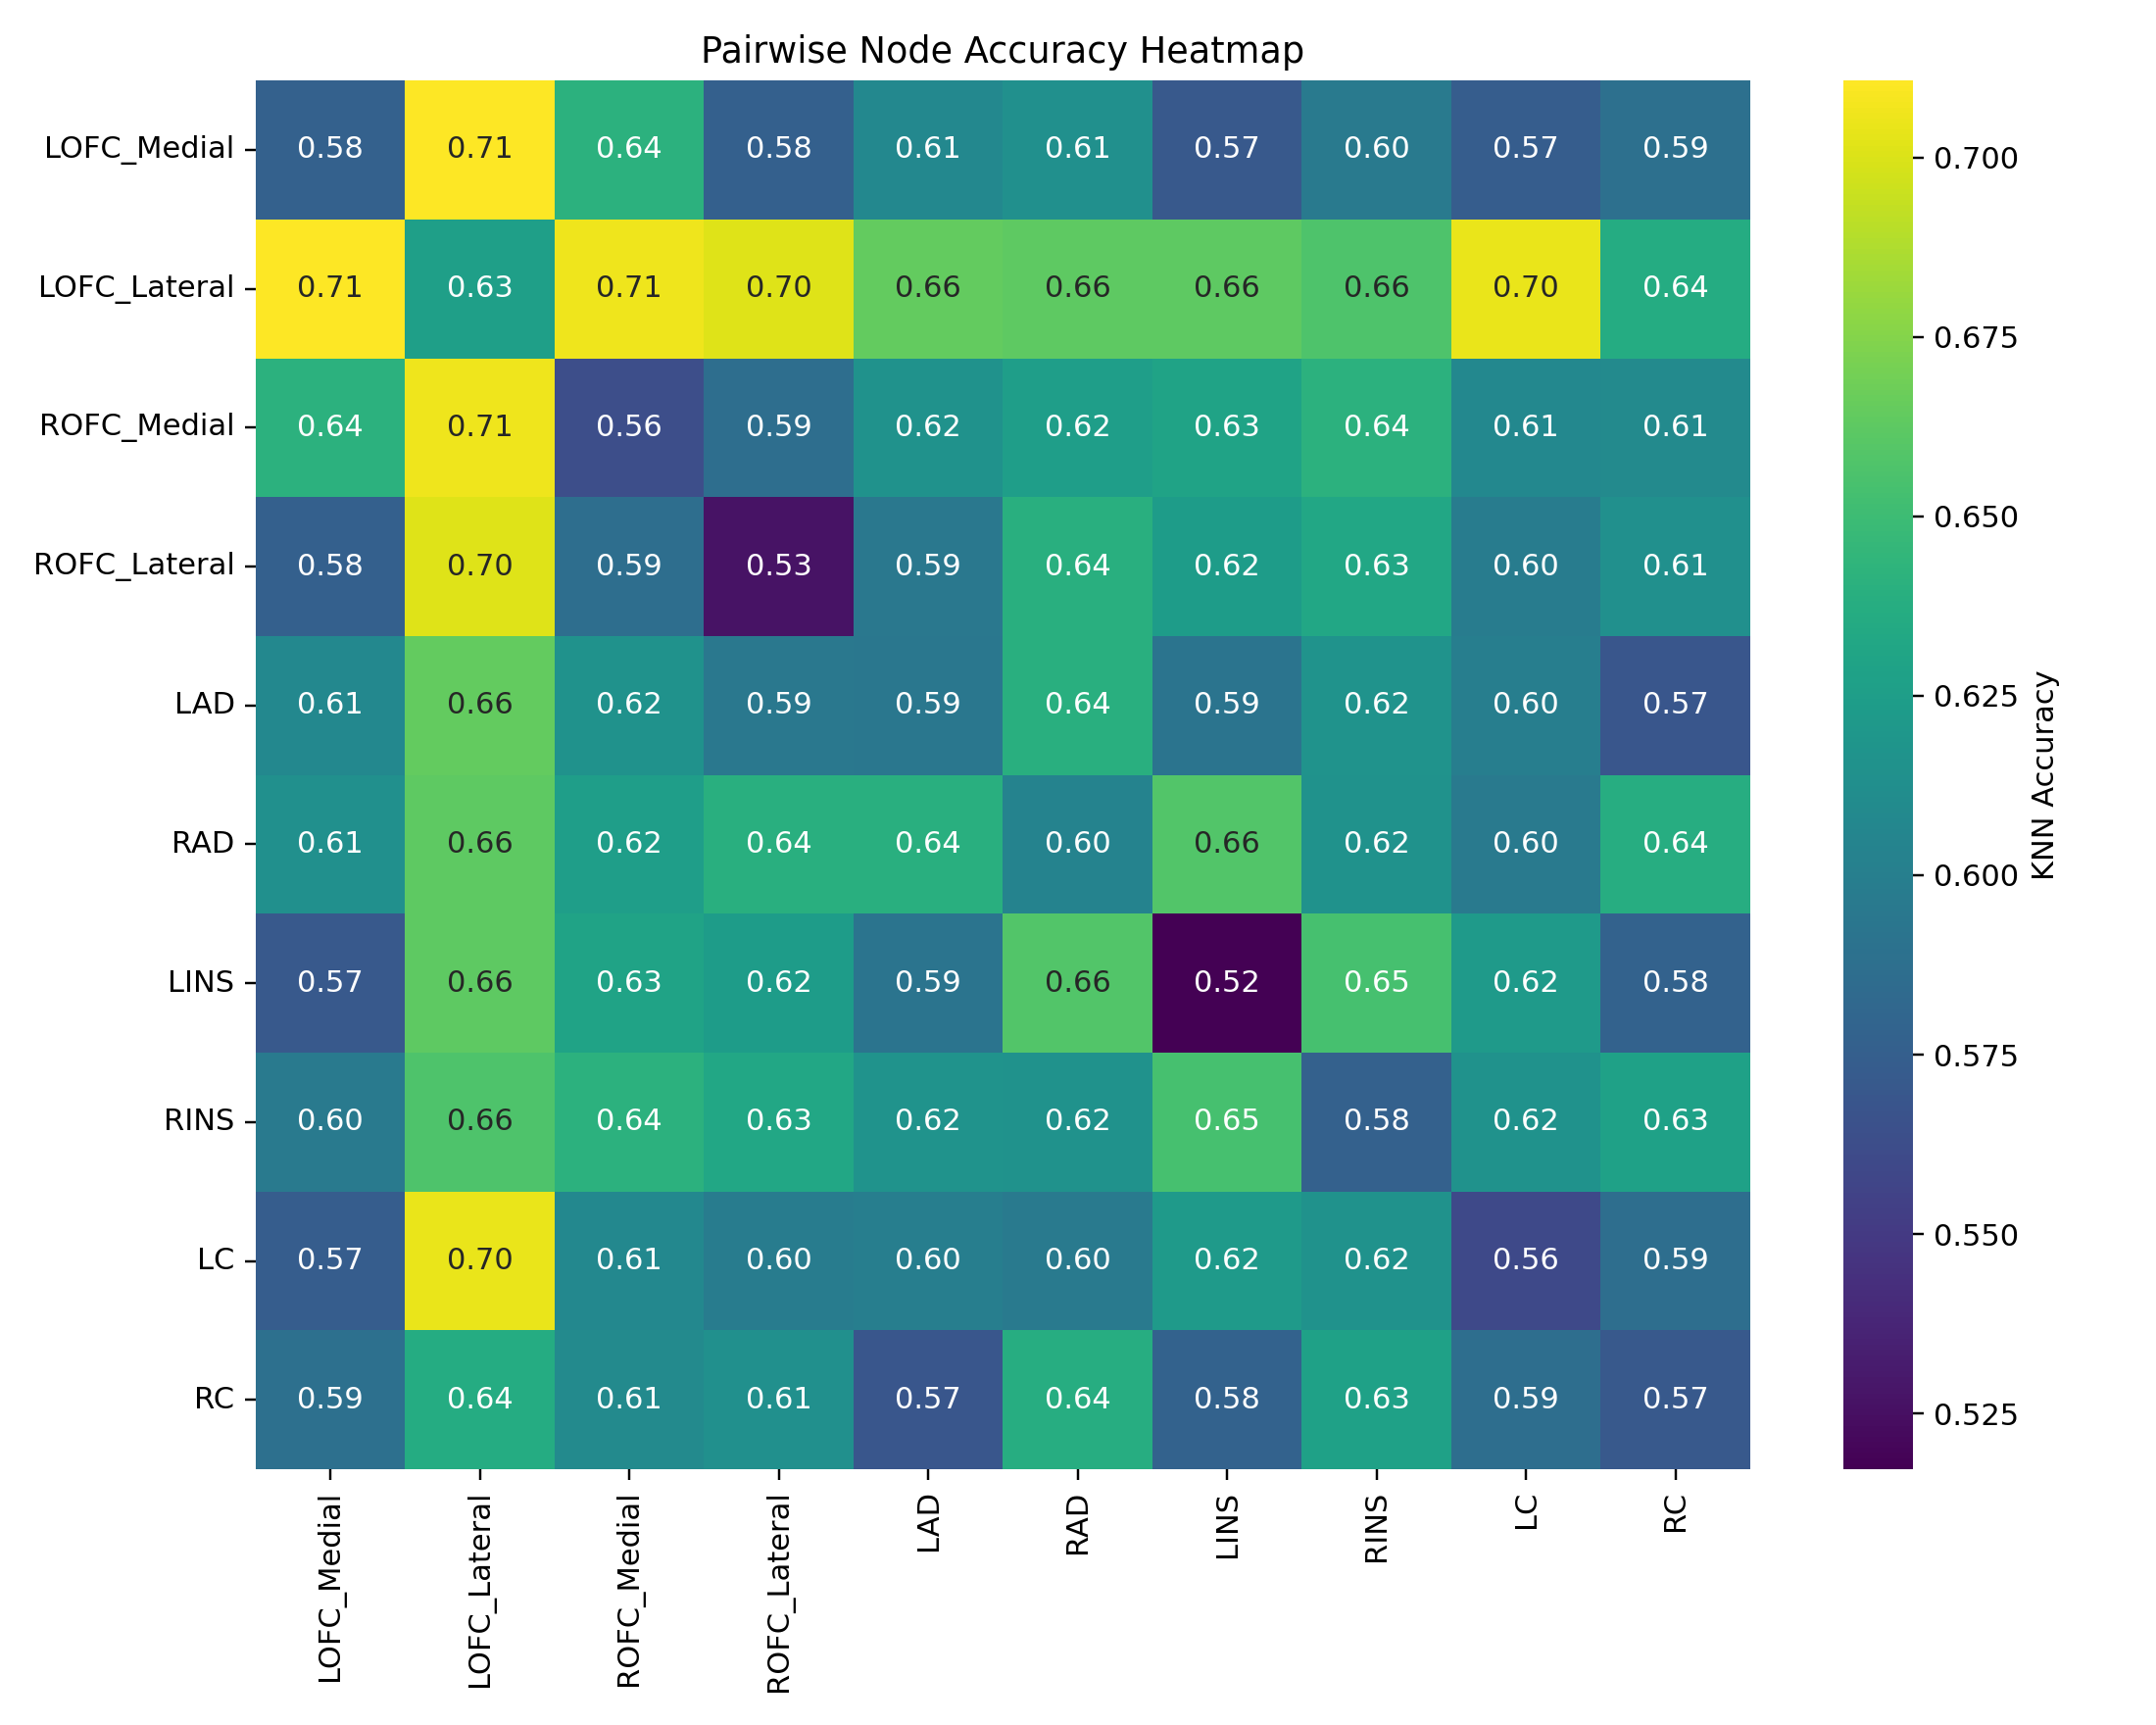 Pairwise Node Accuracy Heatmap
LOFC_Medial 0.58 0.71 0.64 0.58 0.61 0.61 0.57 0.60 0.57 0.59
LOFC_Lateral 0.71 0.63 0.71 0.70 0.66 0.66 0.66 0.66 0.70 0.64
ROFC_Medial 0.64 0.71 0.56 0.59 0.62 0.62 0.63 0.64 0.61 0.61
ROFC_Lateral 0.58 0.70 0.59 0.53 0.59 0.64 0.62 0.63 0.60 0.61
LAD 0.61 0.66 0.62 0.59 0.59 0.64 0.59 0.62 0.60 0.57
RAD 0.61 0.66 0.62 0.64 0.64 0.60 0.66 0.62 0.60 0.64
LINS 0.57 0.66 0.63 0.62 0.59 0.66 0.52 0.65 0.62 0.58
RINS 0.60 0.66 0.64 0.63 0.62 0.62 0.65 0.58 0.62 0.63
LC 0.57 0.70 0.61 0.60 0.60 0.60 0.62 0.62 0.56 0.59
RC 0.59 0.64 0.61 0.61 0.57 0.64 0.58 0.63 0.59 0.57
LOFC_Medial
LOFC_Lateral
ROFC_Medial
ROFC_Lateral
LAD
RAD
LINS
RINS
LC
RC
0.700
0.675
0.650
0.625
0.600
0.575
0.550
0.525
KNN Accuracy